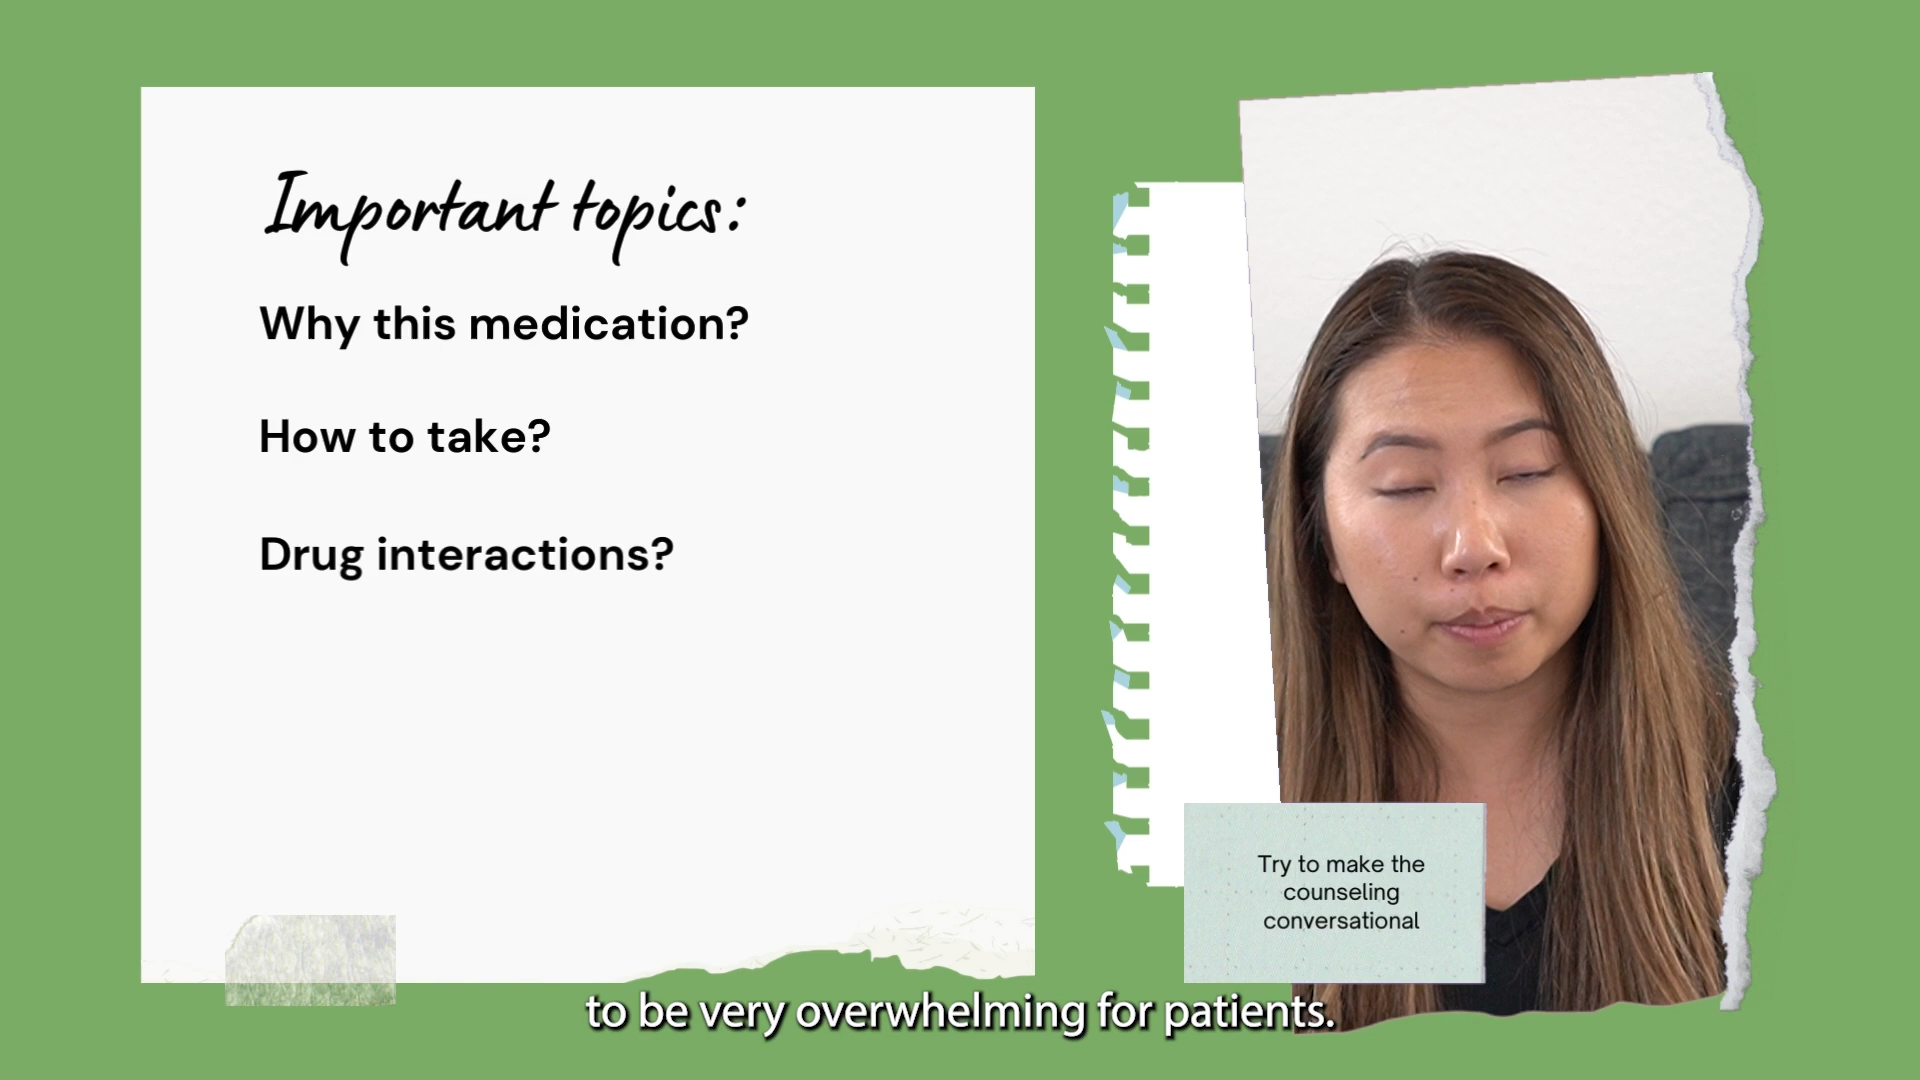 Important topics:
Why this medication?
How to take?
Drug interactions?
Try to make the
counseling
conversational
to be very overwhelming for patients.